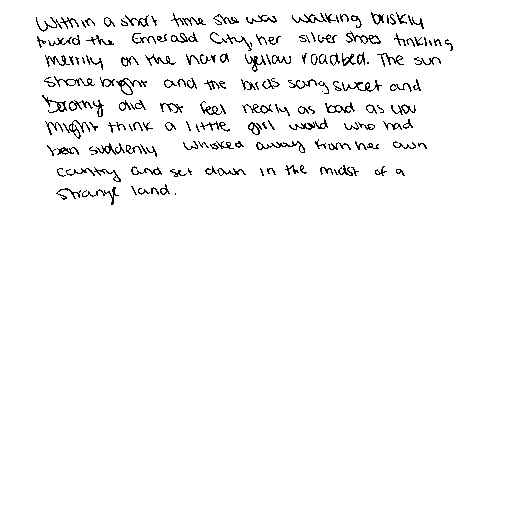 Within a short time she was walking briskly
toward the Emerald City, her silver shoes tinkling
merrily on the hard yellow roadbed. The sun
shone bright and the birds sang sweet and
Dorothy did not feel nearly as bad as you
might think a little girl would who had
been suddenly whisked away from her own
country and set down in the midst of a
strange land.